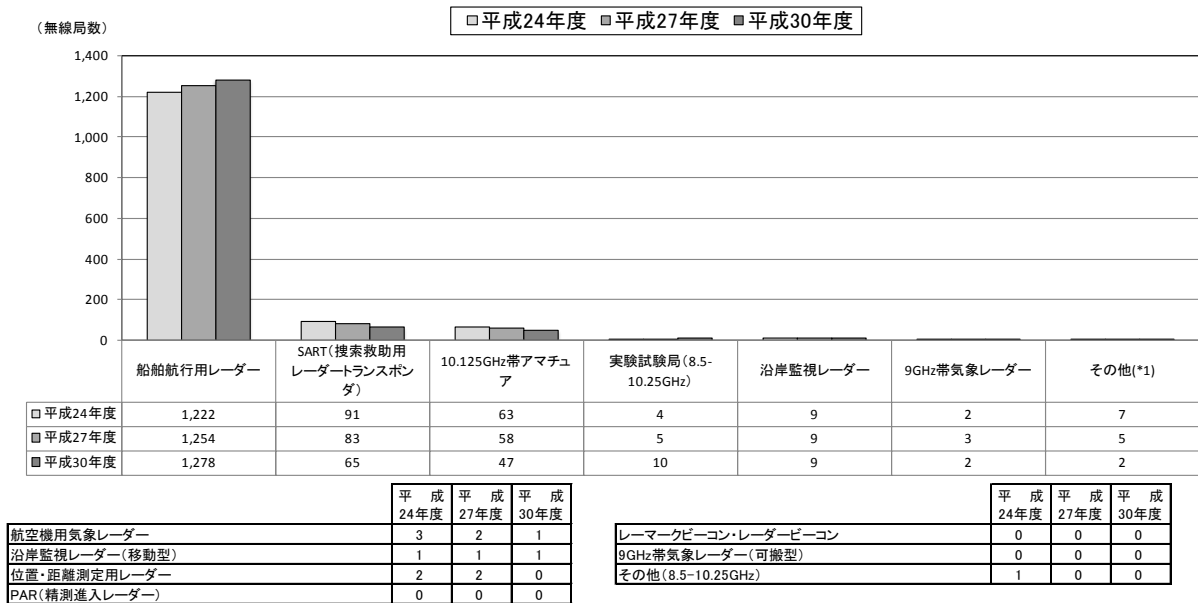 （無線局数）
平成24年度 平成27年度 平成30年度
1,400
1,200
1,000
800
600
400
200
0
船舶航行用レーダー SART（捜索救助用レーダートランスポンダ） 10.125GHz帯アマチュア 実験試験局（8.5-10.25GHz） 沿岸監視レーダー 9GHz帯気象レーダー その他(*1)
平成24年度 1,222 91 63 4 9 2 7
平成27年度 1,254 83 58 5 9 3 5
平成30年度 1,278 65 47 10 9 2 2
平成24年度 平成27年度 平成30年度
航空機用気象レーダー 3 2 1
沿岸監視レーダー（移動型） 1 1 1
位置・距離測定用レーダー 2 2 0
PAR（精測進入レーダー） 0 0 0
平成24年度 平成27年度 平成30年度
レーマークビーコン・レーダービーコン 0 0 0
9GHz帯気象レーダー（可搬型） 0 0 0
その他（8.5-10.25GHz） 1 0 0